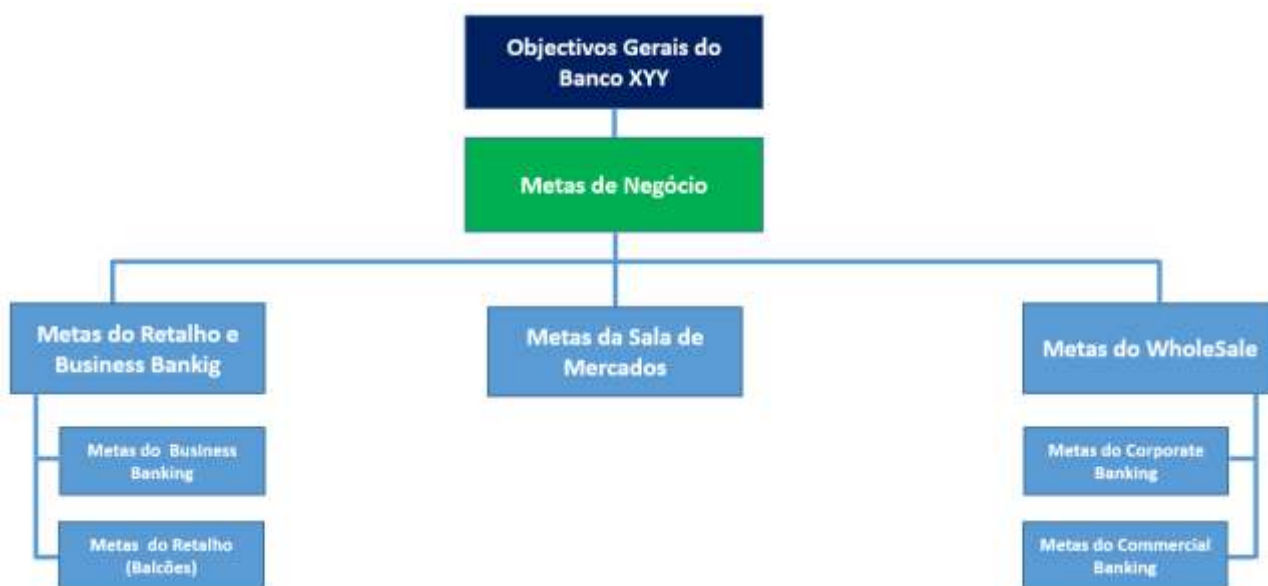 Objectivos Gerais do
Banco XYY
Metas de Negócio
Metas do Retalho e
Business Bankig
Metas da Sala de
Mercados
Metas do WholeSale
Metas do Business
Banking
Metas do Corporate
Banking
Metas do Retalho
(Balcões)
Metas do Commercial
Banking